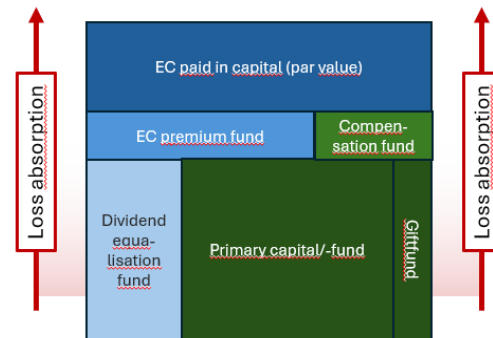 EC paid in capital (par value)
EC premium fund
Compen-
sation fund
Dividend
equa-
lisation
fund
Primary capital/-fund
Giftfund
Loss absorption
Loss absorption